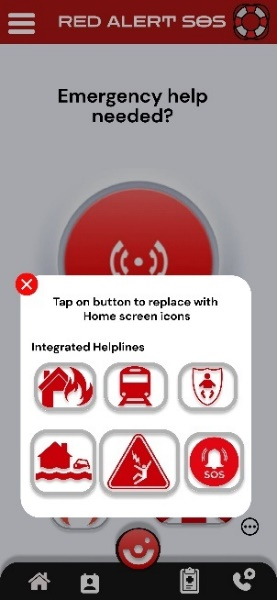 RED ALERT SOS
Emergency help
needed?
Tap on button to replace with
Home screen icons
Integrated Helplines
SOS